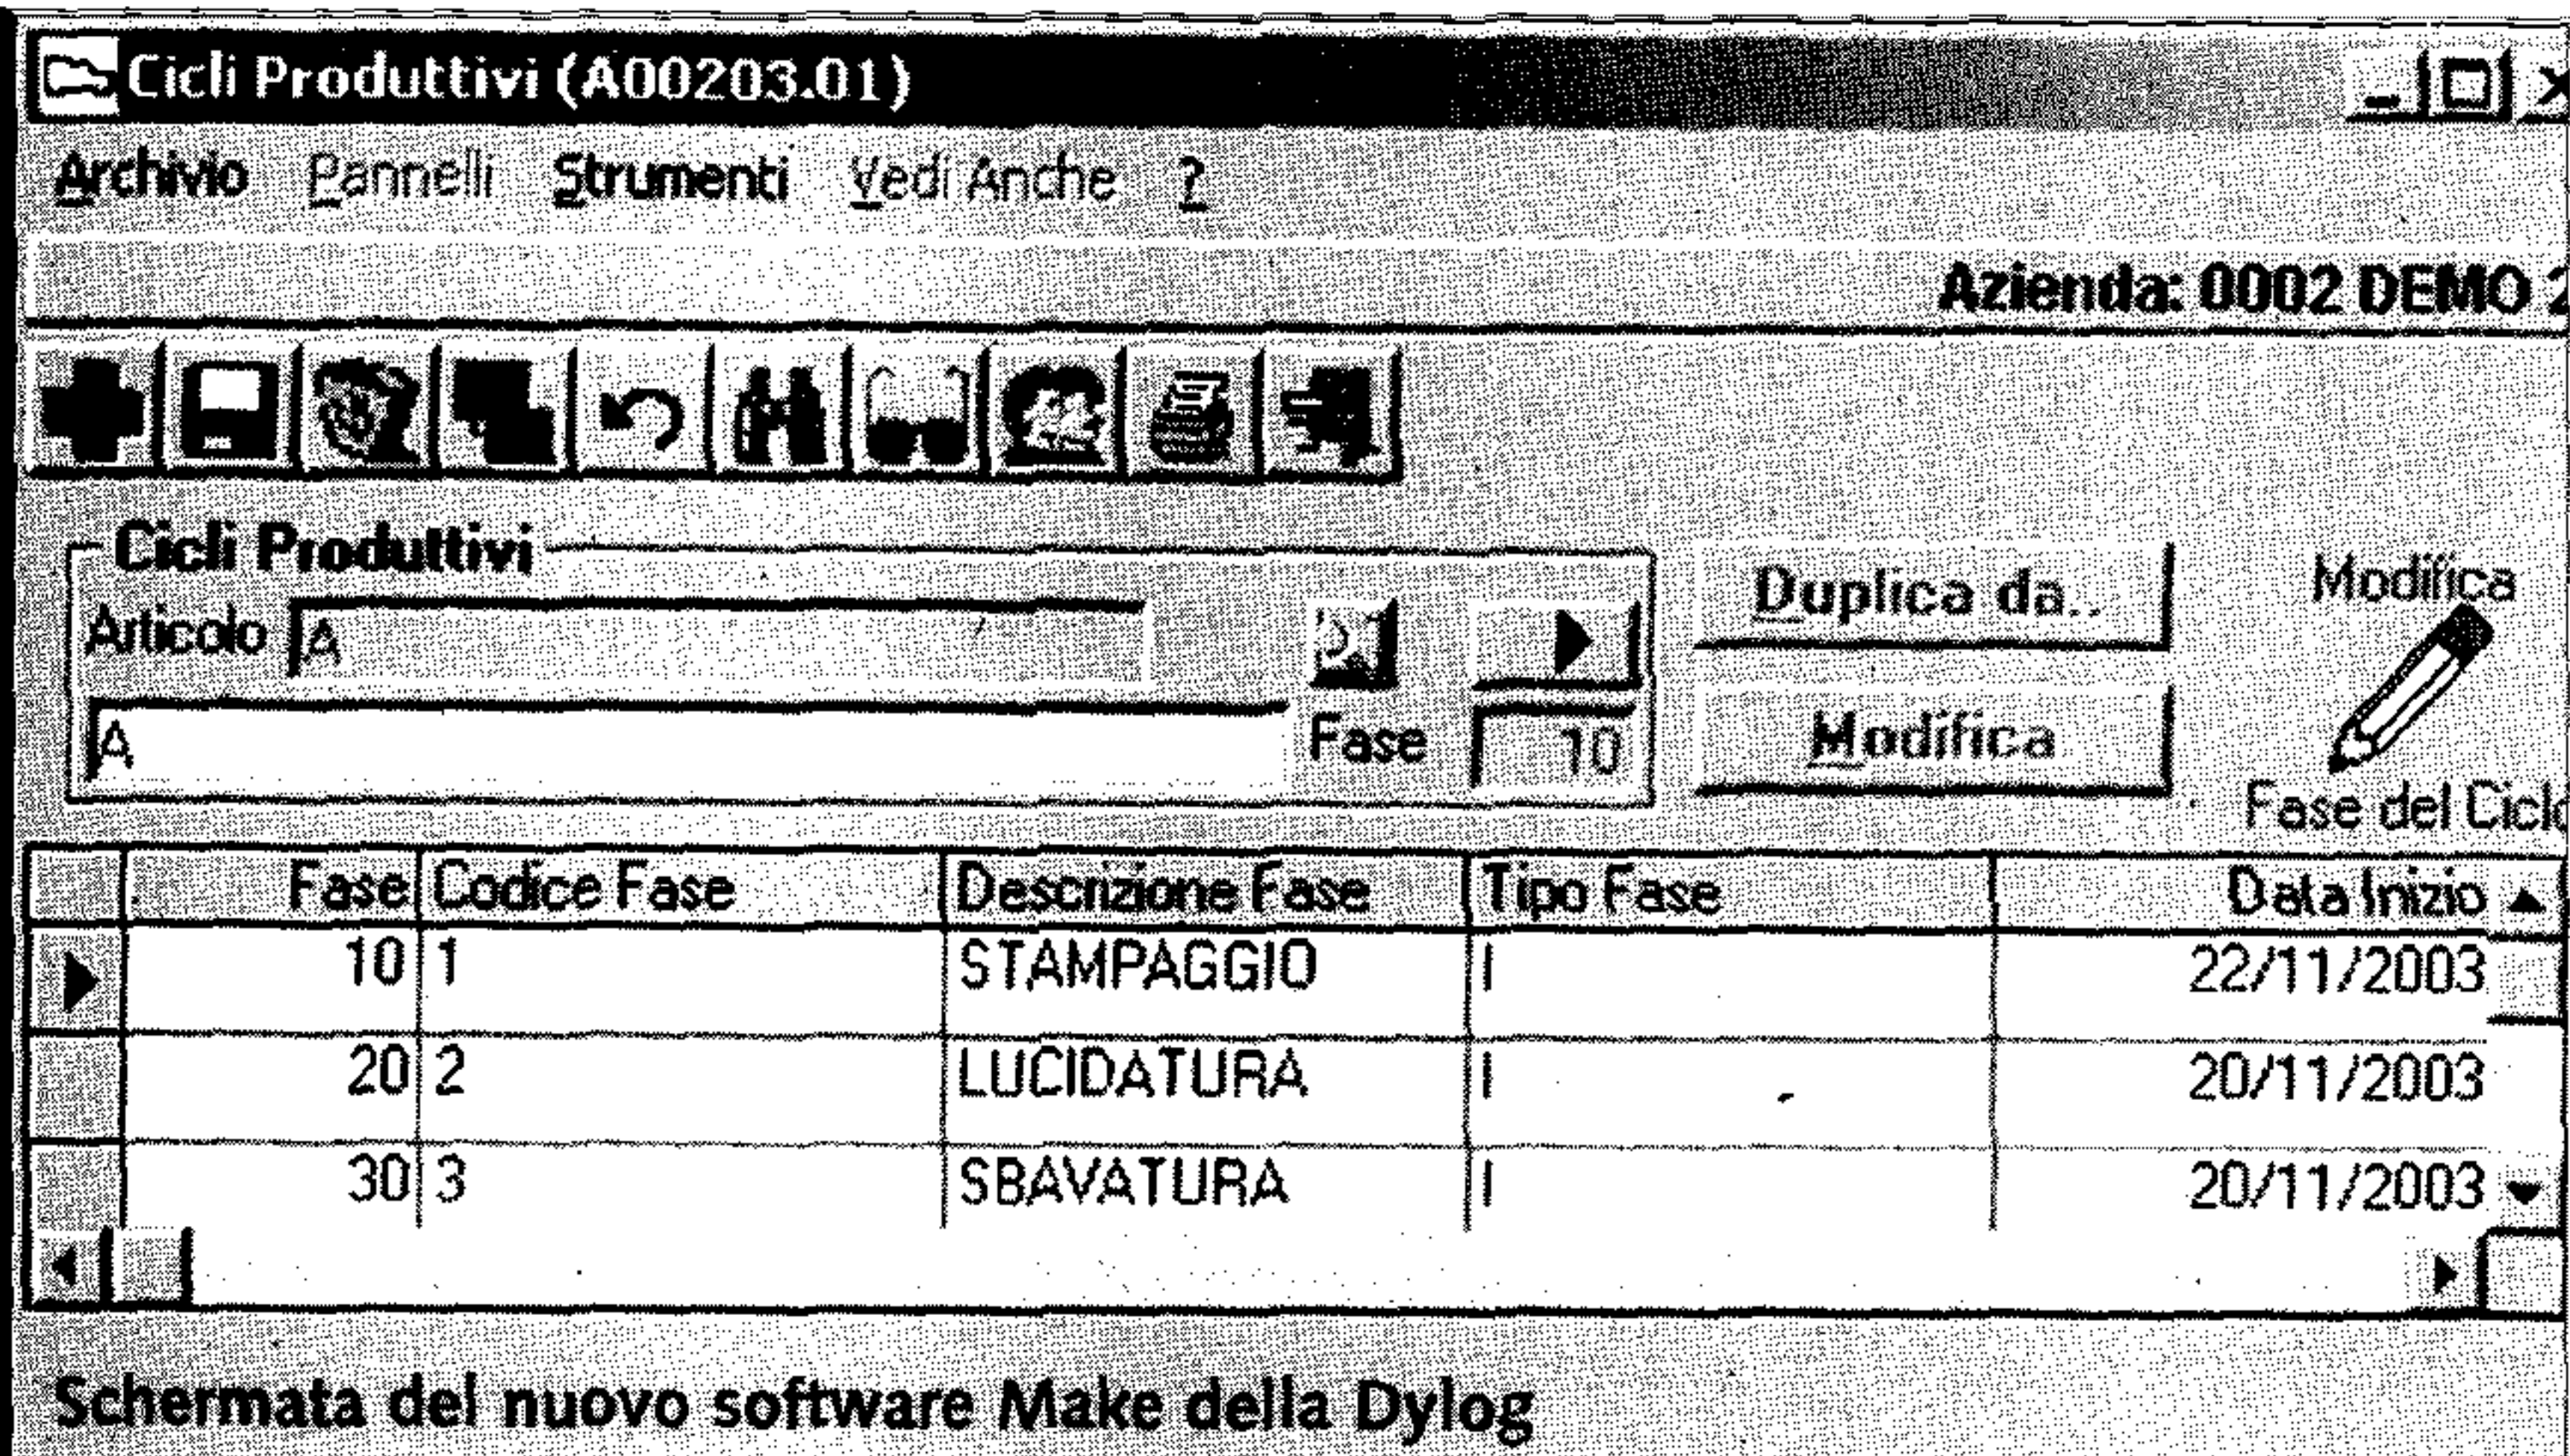 Cicli Produttivi (A00203.01)
Archivio Pannelli Strumenti Vedi Anche ?
Azienda: 0002 DEMO 2
Cicli Produttivi
Articolo A
A
Fase 10
Duplica da..
Modifica
Modifica
Fase del Ciclo
Fase Codice Fase Descrizione Fase Tipo Fase Data Inizio
10 1 STAMPAGGIO I 22/11/2003
20 2 LUCIDATURA I 20/11/2003
30 3 SBAVATURA I 20/11/2003
Schermata del nuovo software Make della Dylog